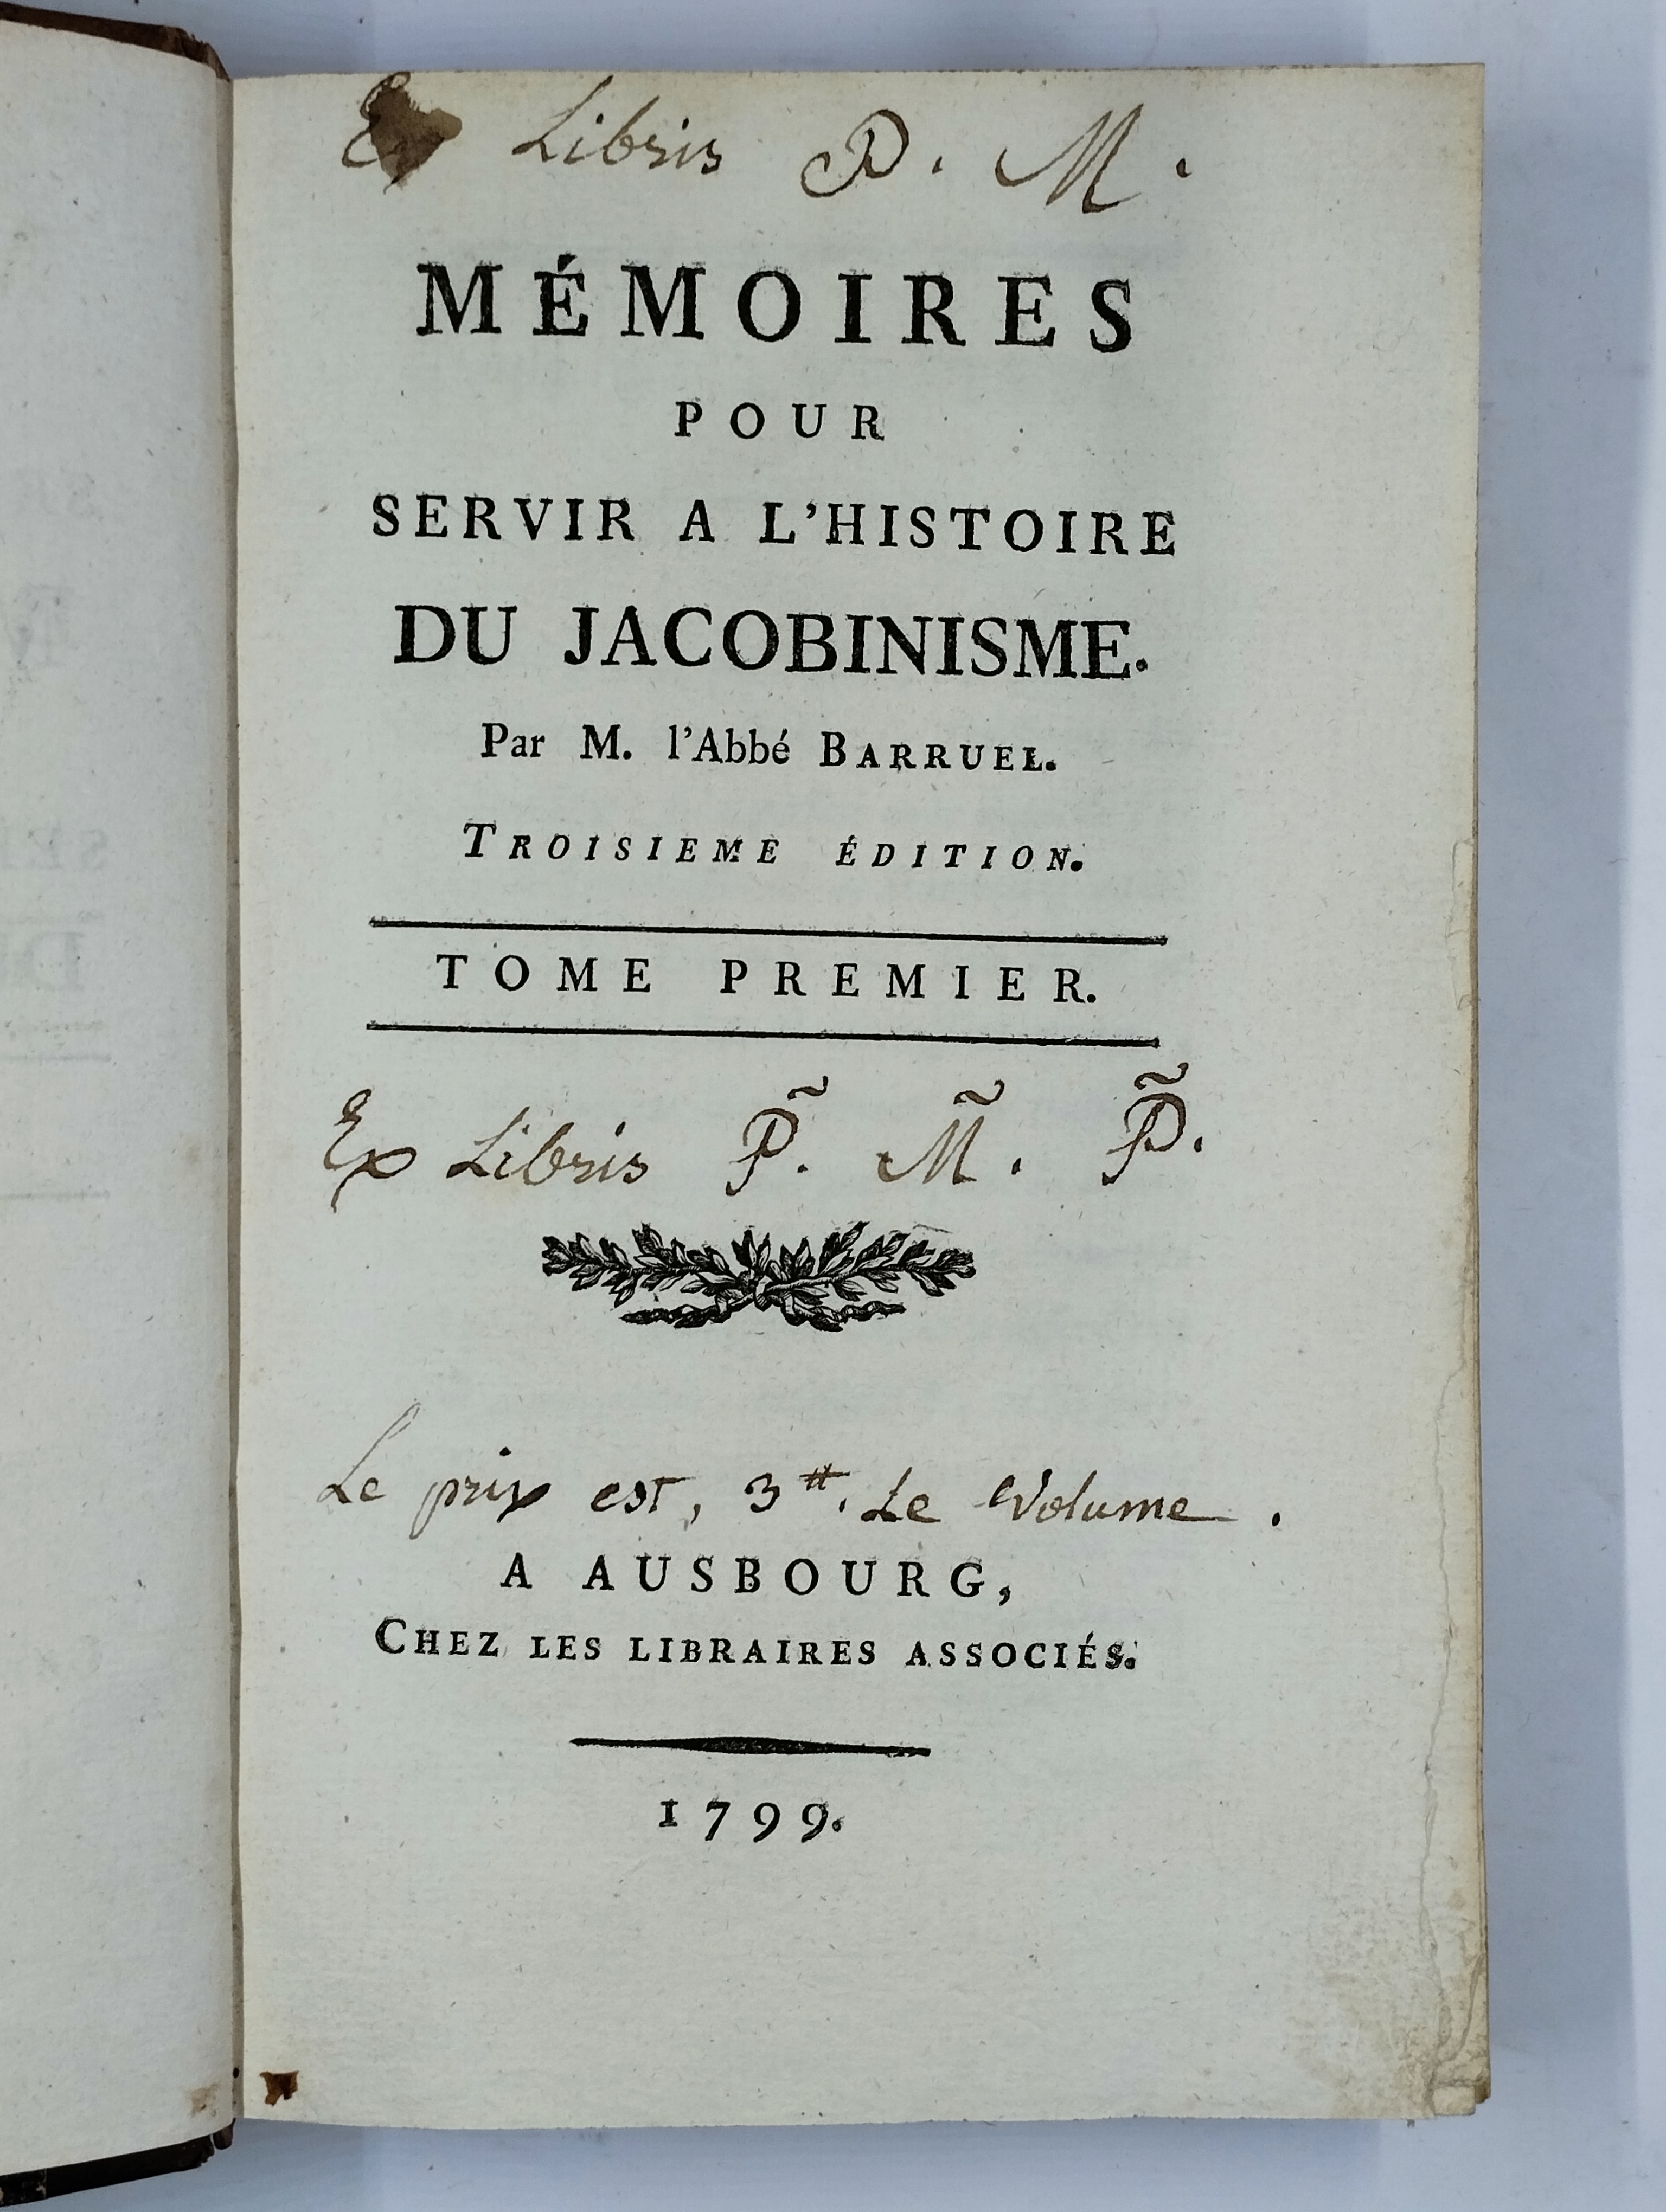 Ex Libris P. M.
MÉMOIRES
POUR
SERVIR A L'HISTOIRE
DU JACOBINISME.
Par M. l'Abbé BARRUEL.
TROISIEME ÉDITION.
TOME PREMIER.
Ex Libris P̃. M̃. P̃.
Le prix est, 3ᵗᵗ. Le Volume.
A AUSBOURG,
CHEZ LES LIBRAIRES ASSOCIÉS.
1799.